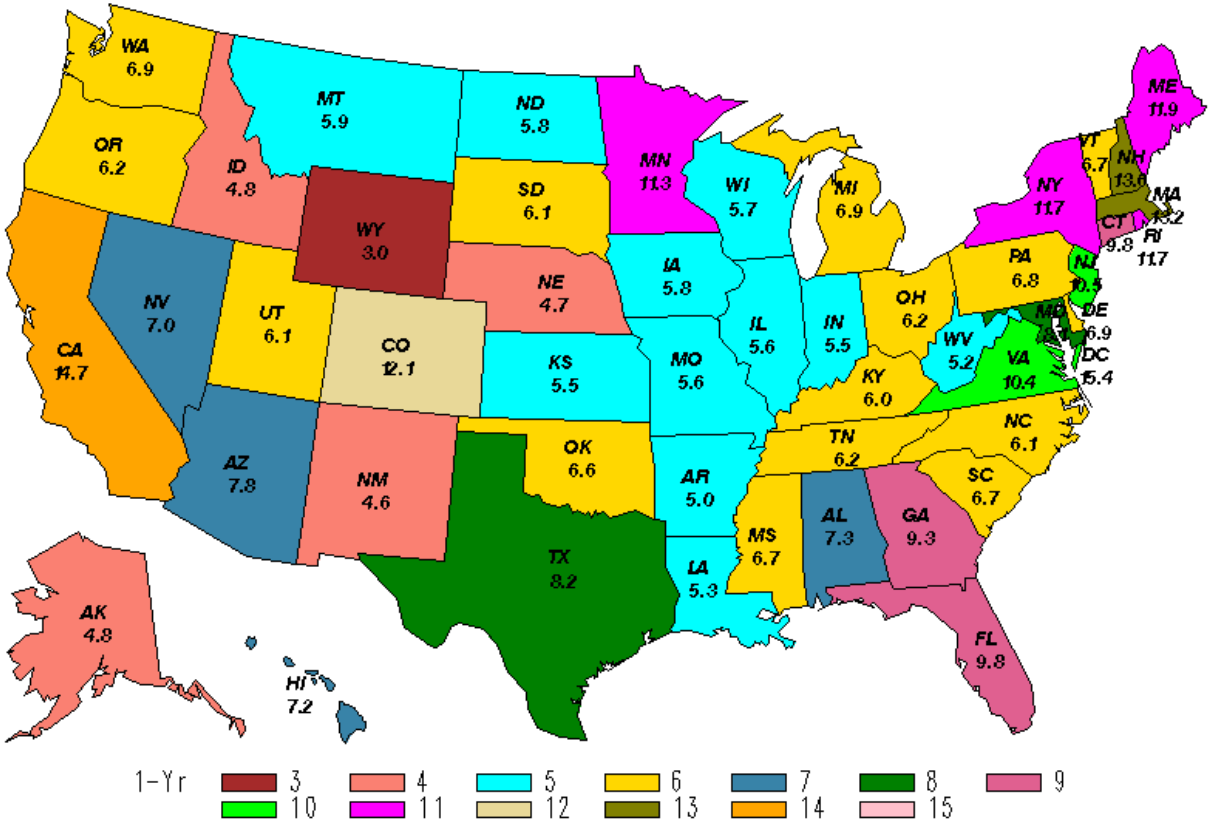 WA
6.9
MT
5.9
ND
5.8
ME
11.9
OR
6.2
ID
4.8
MN
11.3
VT
6.7
NH
SD
6.1
WI
5.7
MI
6.9
NY
11.7
MA
13.2
WY
3.0
CT
9.8
RI
11.7
IA
5.8
PA
6.8
NJ
10.5
NE
4.7
NV
7.0
UT
6.1
OH
6.2
MD
DE
6.9
CO
12.1
IL
5.6
IN
5.5
WV
5.2
CA
14.7
KS
5.5
MO
5.6
VA
10.4
DC
15.4
KY
6.0
NC
6.1
TN
6.2
AZ
7.8
NM
4.6
OK
6.6
AR
5.0
SC
6.7
AL
7.3
GA
9.3
MS
6.7
TX
8.2
LA
5.3
AK
4.8
FL
9.8
HI
7.2
1-Yr 3 4 5 6 7 8 9
10 11 12 13 14 15